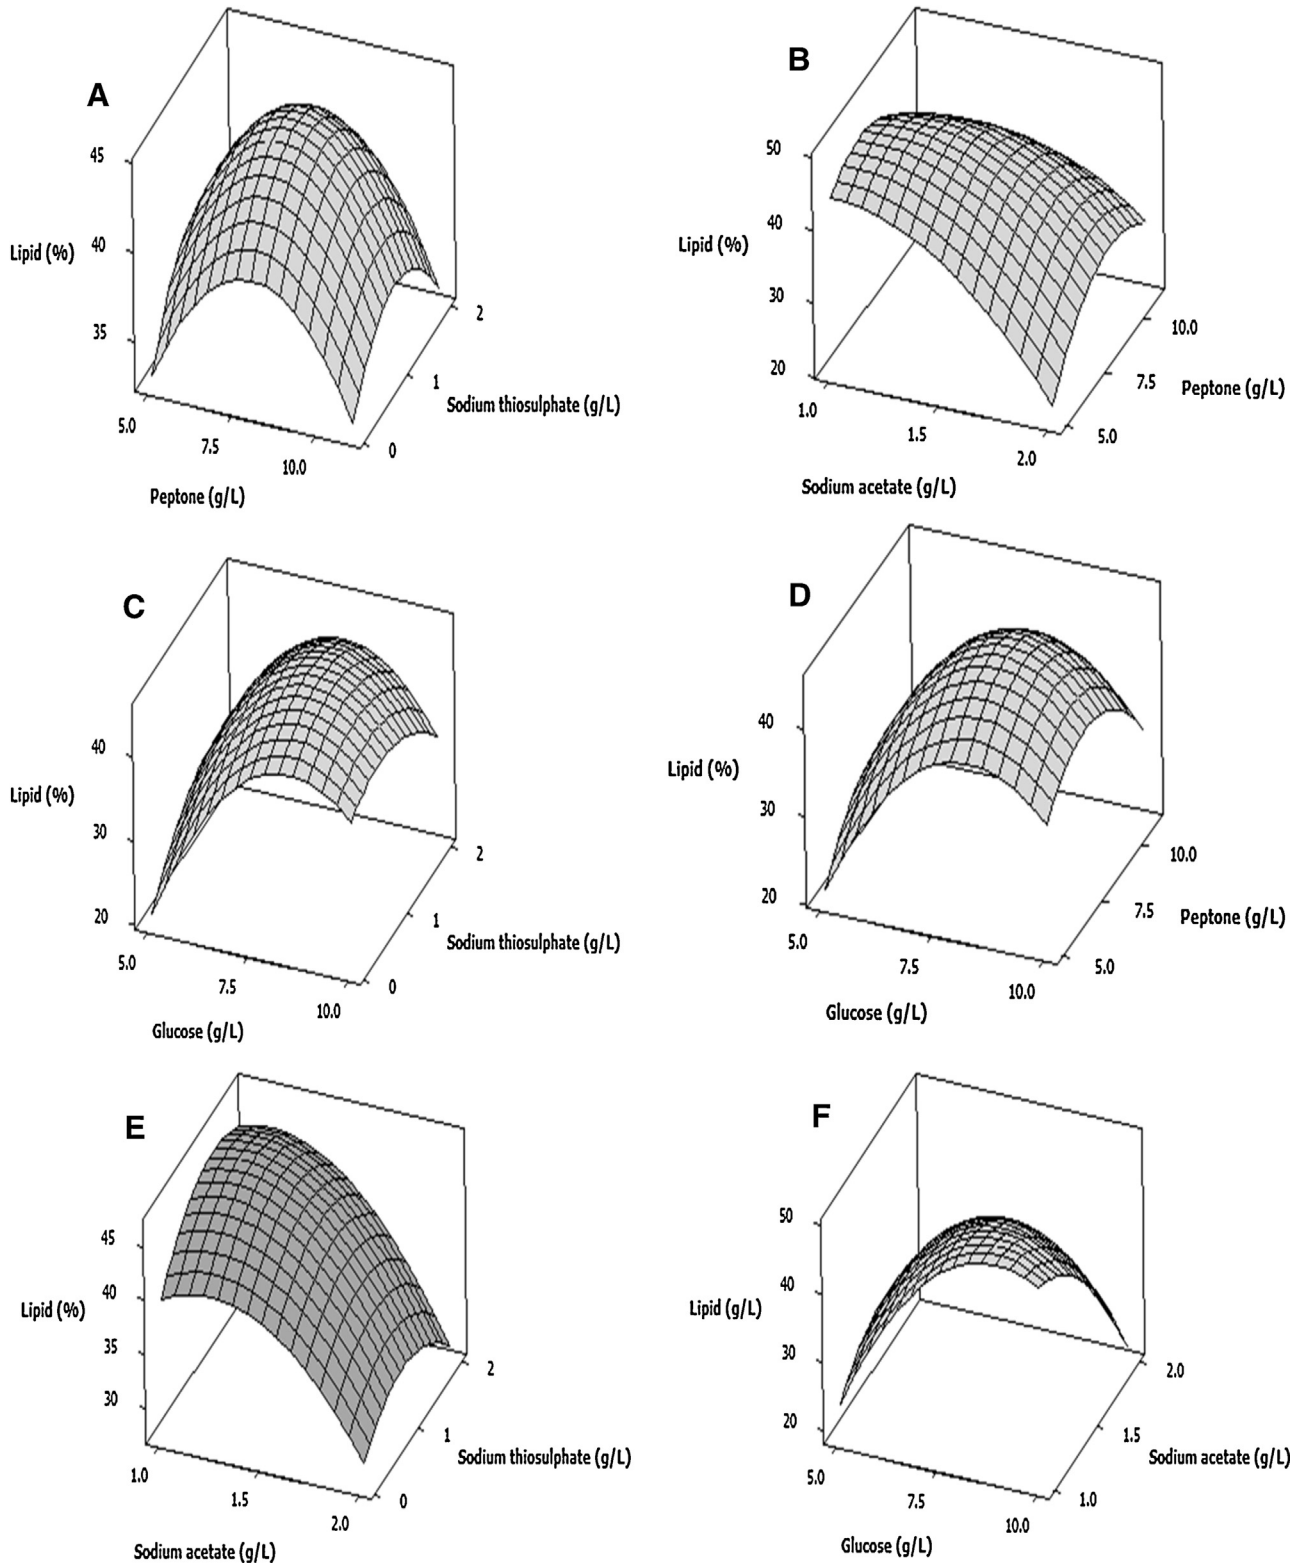 A
45
40
35
Lipid (%)
5.0
7.5
10.0
Peptone (g/L)
0
1
2
Sodium thiosulphate (g/L)
B
50
40
30
20
Lipid (%)
1.0
1.5
2.0
Sodium acetate (g/L)
5.0
7.5
10.0
Peptone (g/L)
C
40
30
20
Lipid (%)
5.0
7.5
10.0
Glucose (g/L)
0
1
2
Sodium thiosulphate (g/L)
D
40
30
20
Lipid (%)
5.0
7.5
10.0
Glucose (g/L)
5.0
7.5
10.0
Peptone (g/L)
E
45
40
35
30
Lipid (%)
1.0
1.5
2.0
Sodium acetate (g/L)
0
1
2
Sodium thiosulphate (g/L)
F
50
40
30
20
Lipid (g/L)
5.0
7.5
10.0
Glucose (g/L)
1.0
1.5
2.0
Sodium acetate (g/L)